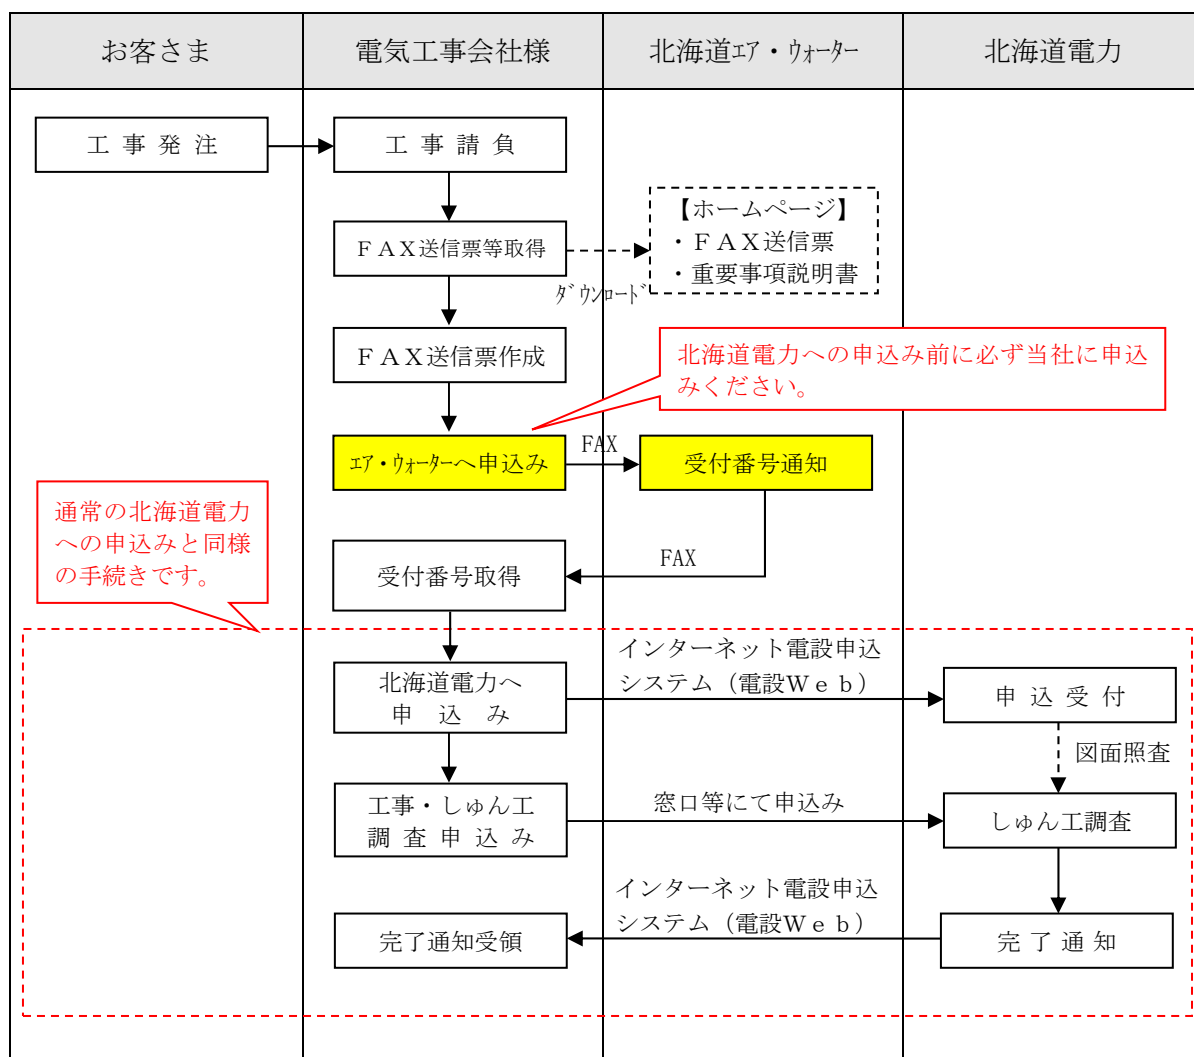 お客さま
電気工事会社様
北海道ｴｱ・ｳｫｰﾀｰ
北海道電力
工 事 発 注
工 事 請 負
【ホームページ】
・ＦＡＸ送信票
・重要事項説明書
ＦＡＸ送信票等取得
ﾀﾞｳﾝﾛｰﾄﾞ
ＦＡＸ送信票作成
北海道電力への申込み前に必ず当社に申込
みください。
ｴｱ・ｳｫｰﾀｰへ申込み
FAX
受付番号通知
通常の北海道電力
への申込みと同様
の手続きです。
受付番号取得
FAX
インターネット電設申込
システム（電設Ｗｅｂ）
北海道電力へ
申 込 み
申 込 受 付
図面照査
工事・しゅん工
調 査 申 込 み
窓口等にて申込み
しゅん工調査
インターネット電設申込
システム（電設Ｗｅｂ）
完了通知受領
完 了 通 知